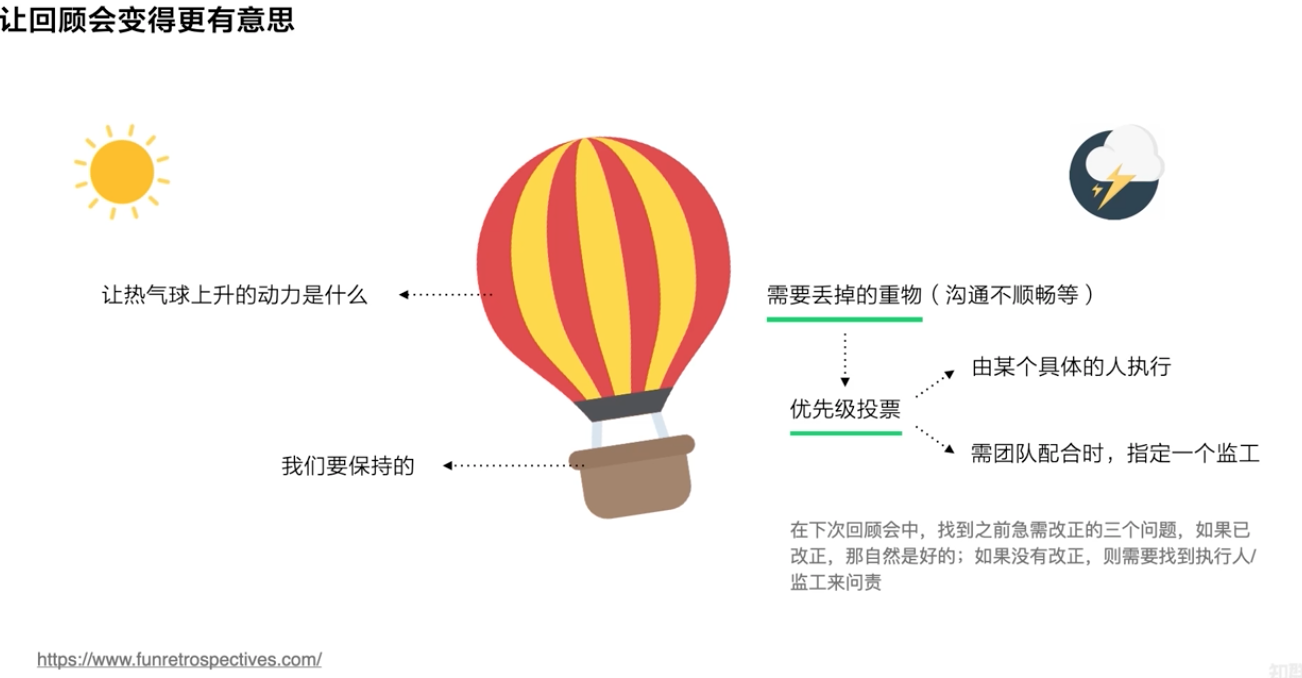 让回顾会变得更有意思
让热气球上升的动力是什么
需要丢掉的重物（沟通不顺畅等）
由某个具体的人执行
优先级投票
我们要保持的
需团队配合时，指定一个监工
在下次回顾会中，找到之前急需改正的三个问题，如果已
改正，那自然是好的；如果没有改正，则需要找到执行人/
监工来问责
https://www.funretrospectives.com/